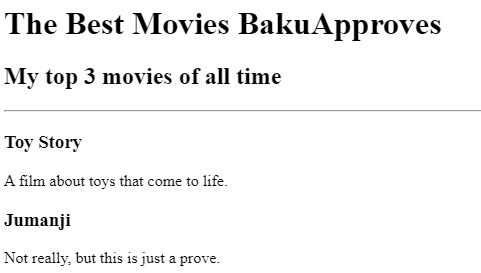 The Best Movies BakuApproves
My top 3 movies of all time
Toy Story
A film about toys that come to life.
Jumanji
Not really, but this is just a prove.